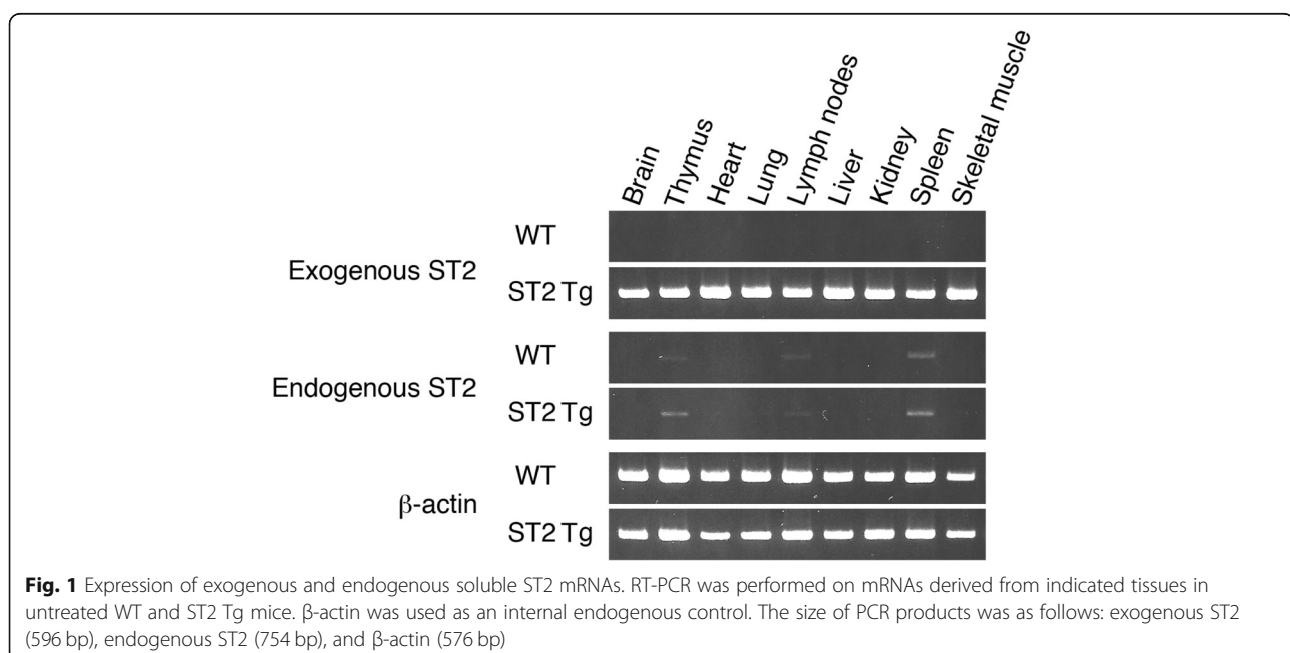 Brain Thymus Heart Lung Lymph nodes Liver Kidney Spleen Skeletal muscle
Exogenous ST2
WT
ST2 Tg
Endogenous ST2
WT
ST2 Tg
β-actin
WT
ST2 Tg
Fig. 1 Expression of exogenous and endogenous soluble ST2 mRNAs. RT-PCR was performed on mRNAs derived from indicated tissues in
untreated WT and ST2 Tg mice. β-actin was used as an internal endogenous control. The size of PCR products was as follows: exogenous ST2
(596 bp), endogenous ST2 (754 bp), and β-actin (576 bp)